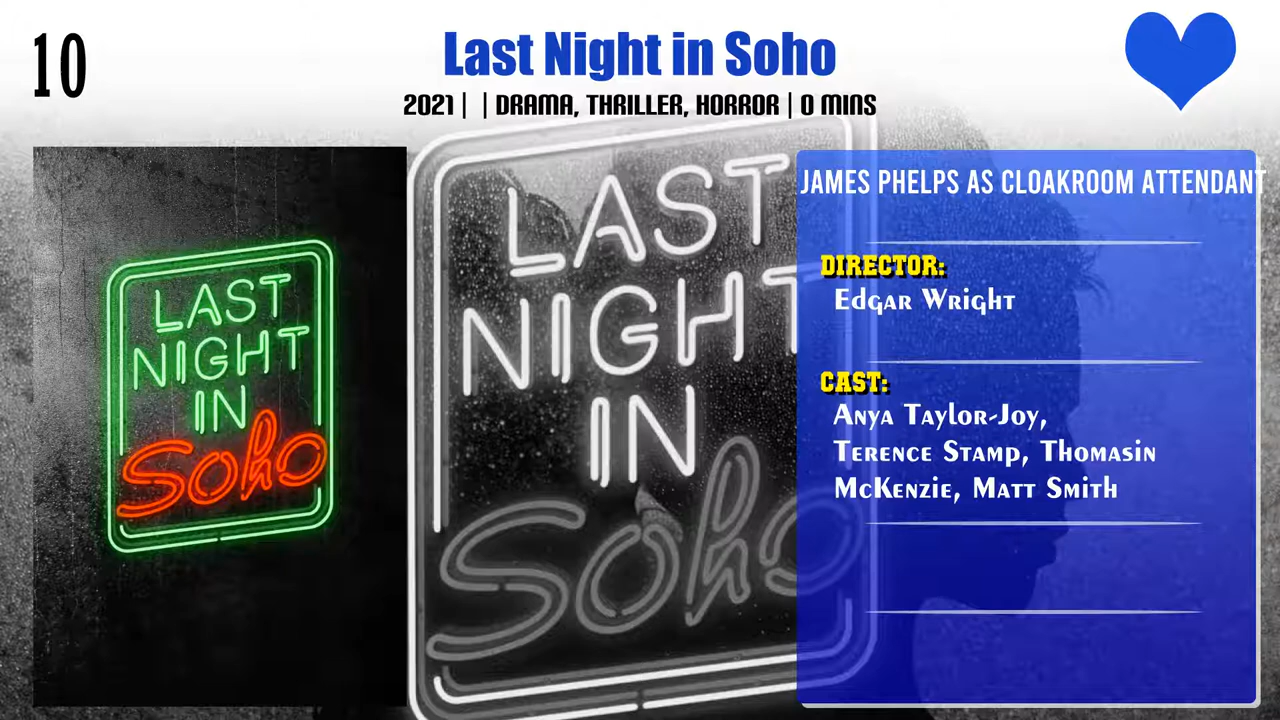 10
Last Night in Soho
2021 | | DRAMA, THRILLER, HORROR | 0 MINS
LAST
NIGHT
IN
Soho
LAST
NIGHT
IN
Soho
JAMES PHELPS AS CLOAKROOM ATTENDANT
DIRECTOR:
Edgar Wright
CAST:
Anya Taylor-Joy,
Terence Stamp, Thomasin
McKenzie, Matt Smith